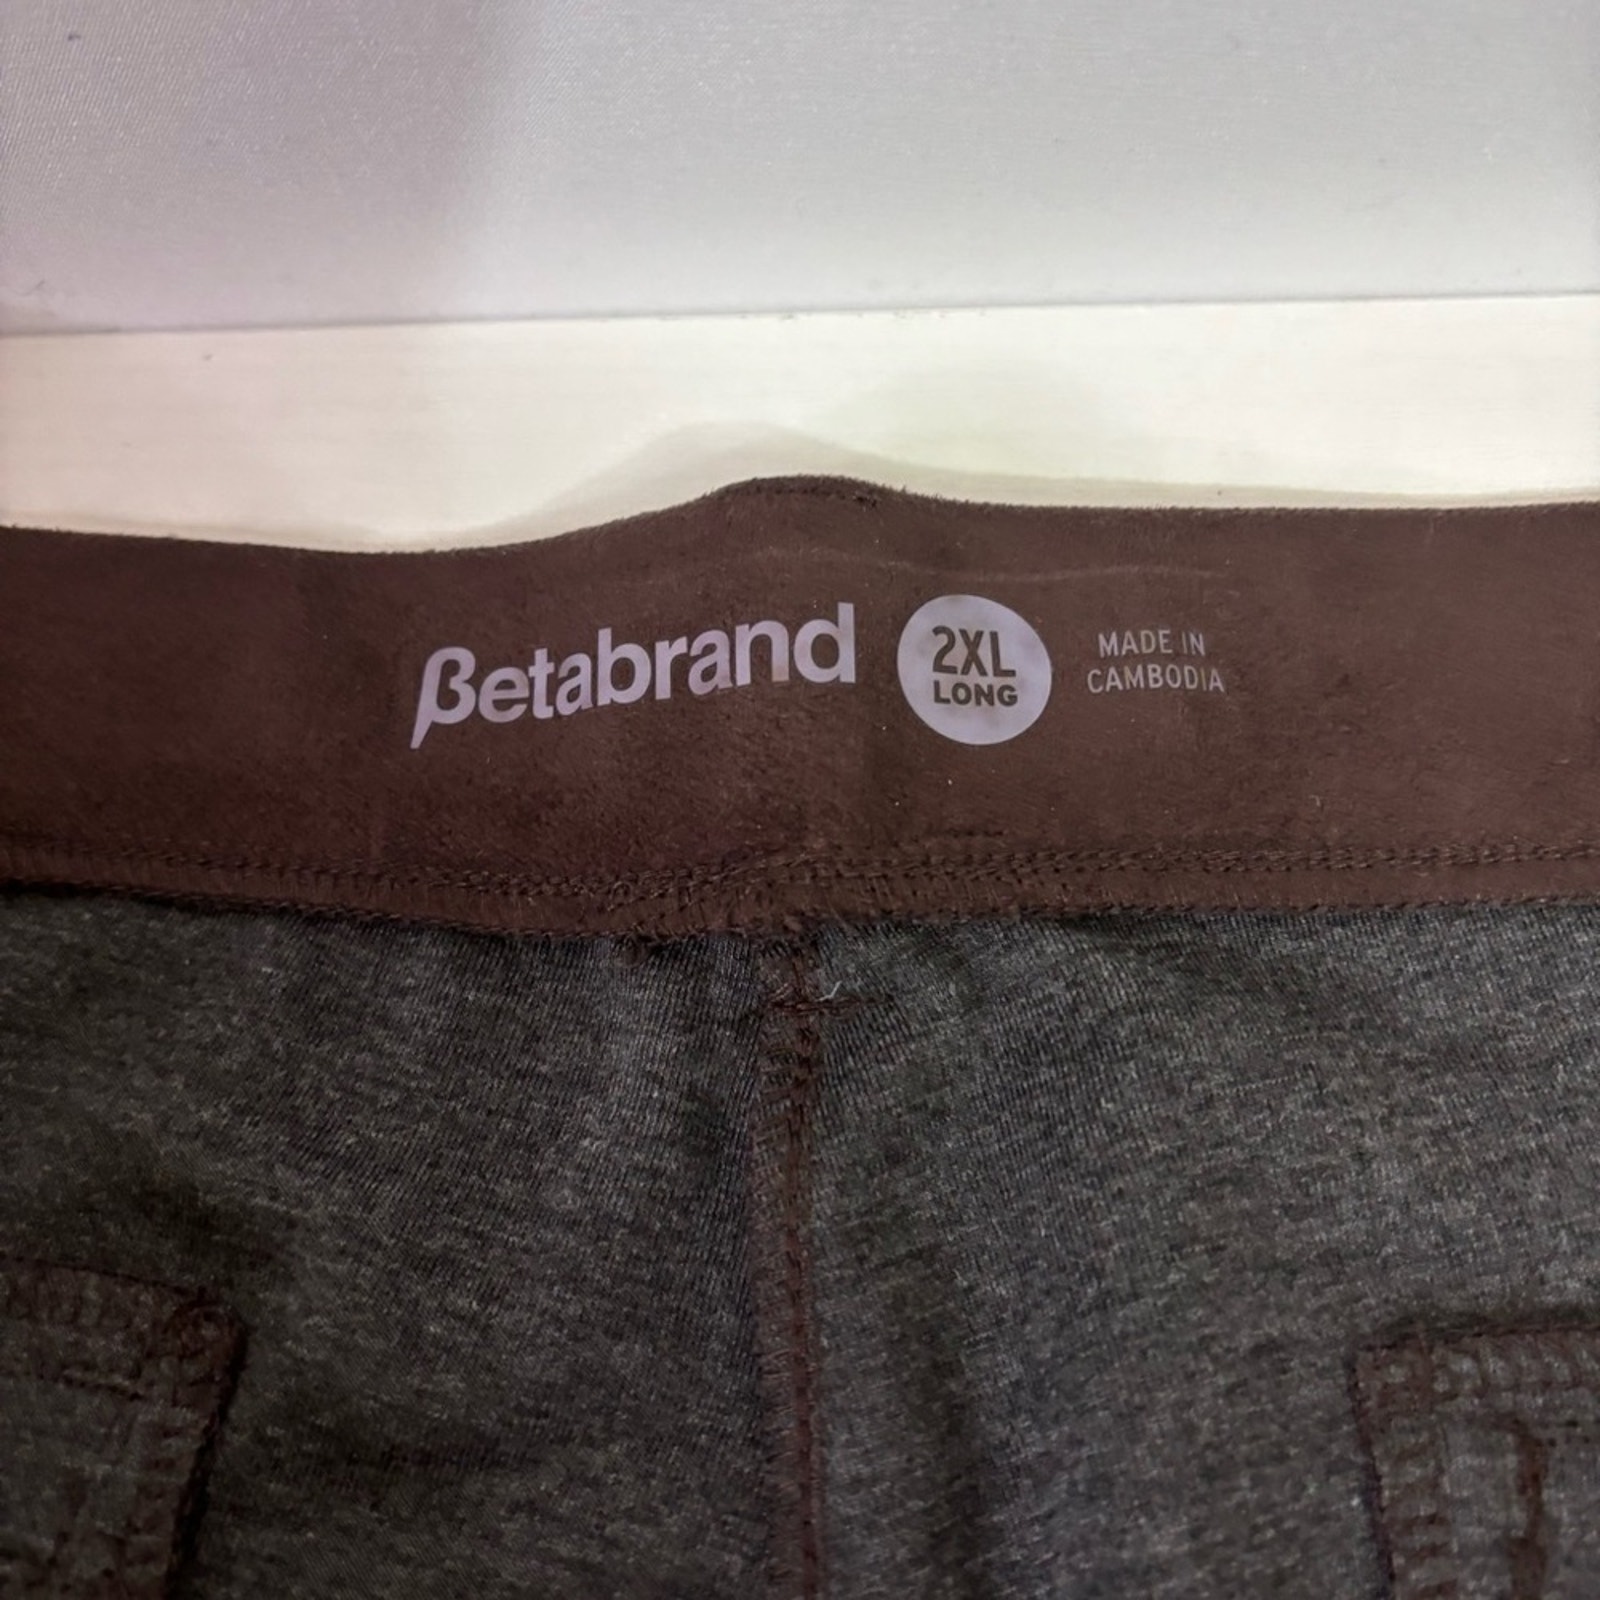 βetabrand
2XL
LONG
MADE IN
CAMBODIA